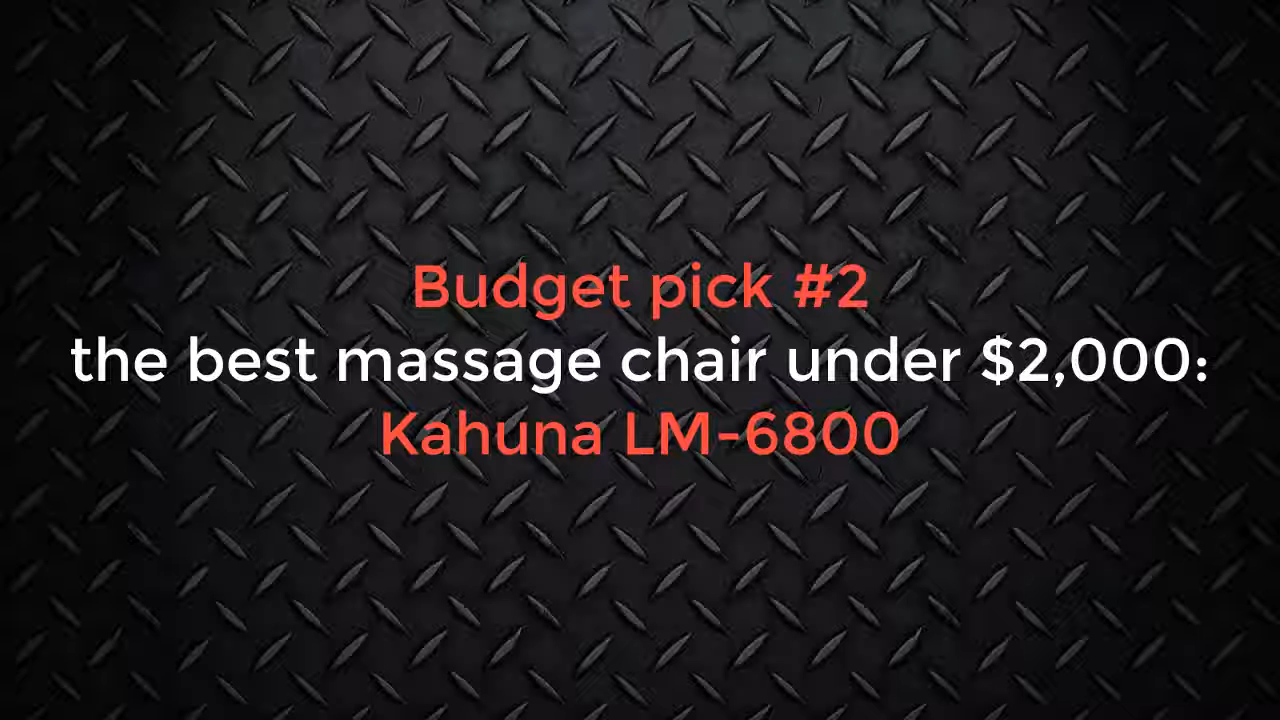 Budget pick #2
the best massage chair under $2,000:
Kahuna LM-6800